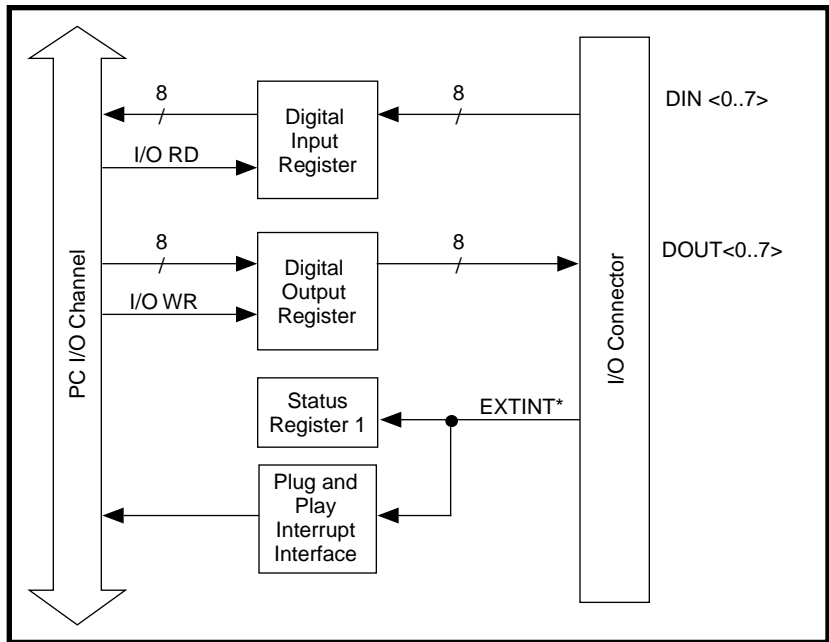 8
8
DIN <0..7>
Digital
Input
Register
I/O RD
8
8
DOUT<0..7>
Digital
Output
Register
I/O WR
PC I/O Channel
I/O Connector
Status
Register 1
EXTINT*
Plug and
Play
Interrupt
Interface